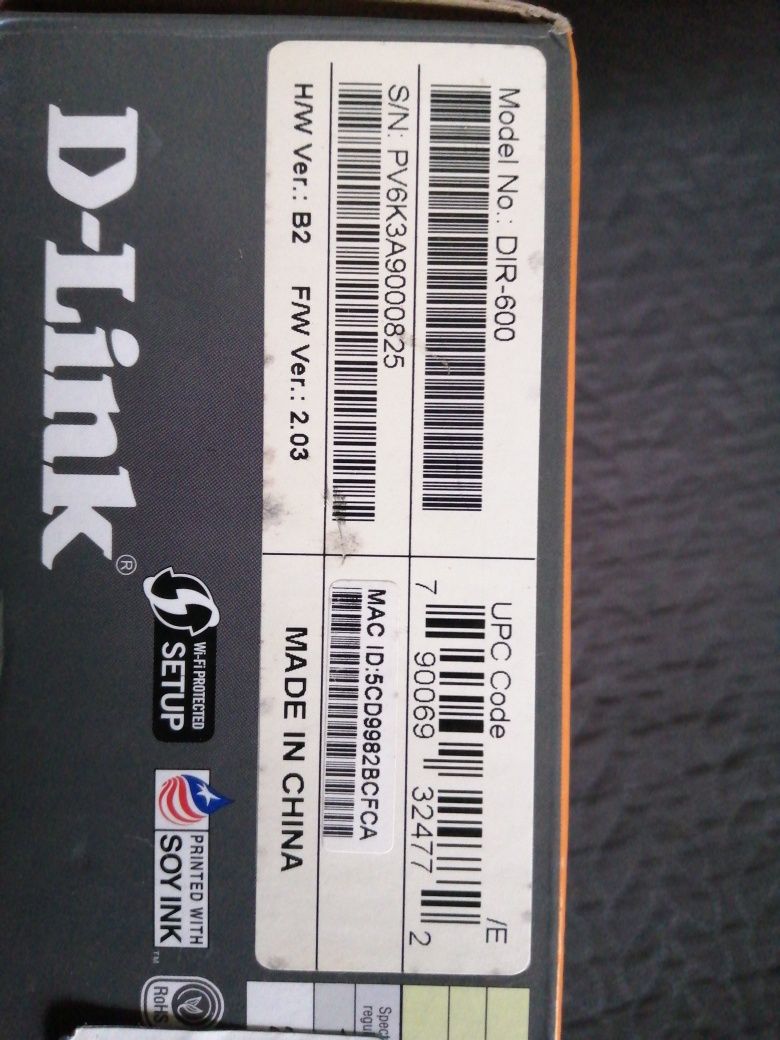 Model No.: DIR-600
S/N: PV6K3A9000825
H/W Ver.: B2 F/W Ver.: 2.03
UPC Code /E
7 90069 32477 2
MAC ID:5CD9982BCFCA
MADE IN CHINA
D-Link®
Wi-Fi PROTECTED
SETUP
PRINTED WITH
SOY INK™
RoHS